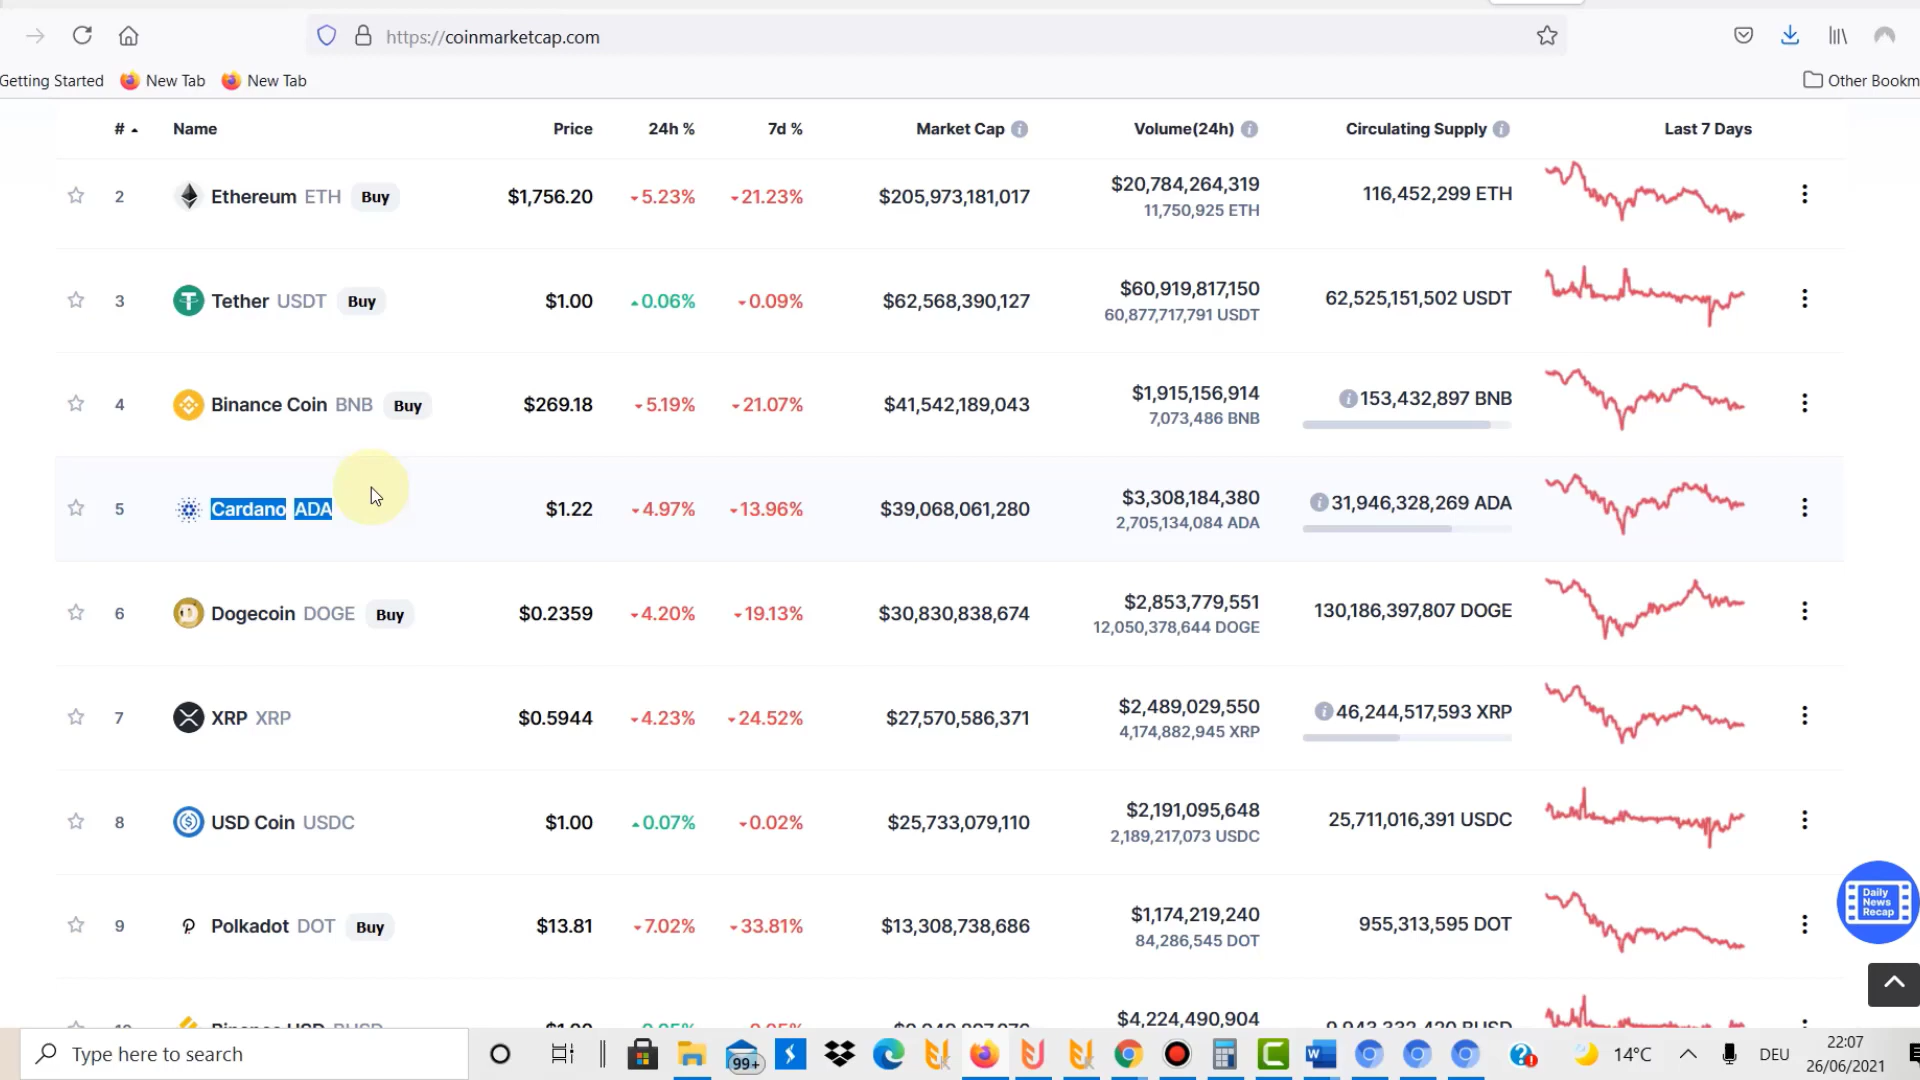 https://coinmarketcap.com
Getting Started New Tab New Tab Other Bookm
# Name Price 24h % 7d % Market Cap Volume(24h) Circulating Supply Last 7 Days
2 Ethereum ETH Buy $1,756.20 5.23% 21.23% $205,973,181,017 $20,784,264,319 116,452,299 ETH
11,750,925 ETH
3 Tether USDT Buy $1.00 0.06% 0.09% $62,568,390,127 $60,919,817,150 62,525,151,502 USDT
60,877,717,791 USDT
4 Binance Coin BNB Buy $269.18 5.19% 21.07% $41,542,189,043 $1,915,156,914 153,432,897 BNB
7,073,486 BNB
5 Cardano ADA $1.22 4.97% 13.96% $39,068,061,280 $3,308,184,380 31,946,328,269 ADA
2,705,134,084 ADA
6 Dogecoin DOGE Buy $0.2359 4.20% 19.13% $30,830,838,674 $2,853,779,551 130,186,397,807 DOGE
12,050,378,644 DOGE
7 XRP XRP $0.5944 4.23% 24.52% $27,570,586,371 $2,489,029,550 46,244,517,593 XRP
4,174,882,945 XRP
8 USD Coin USDC $1.00 0.07% 0.02% $25,733,079,110 $2,191,095,648 25,711,016,391 USDC
2,189,217,073 USDC
Daily
News
Recap
9 Polkadot DOT Buy $13.81 7.02% 33.81% $13,308,738,686 $1,174,219,240 955,313,595 DOT
84,286,545 DOT
$4,224,490,904
Type here to search 99+ 14°C DEU 22:07
26/06/2021